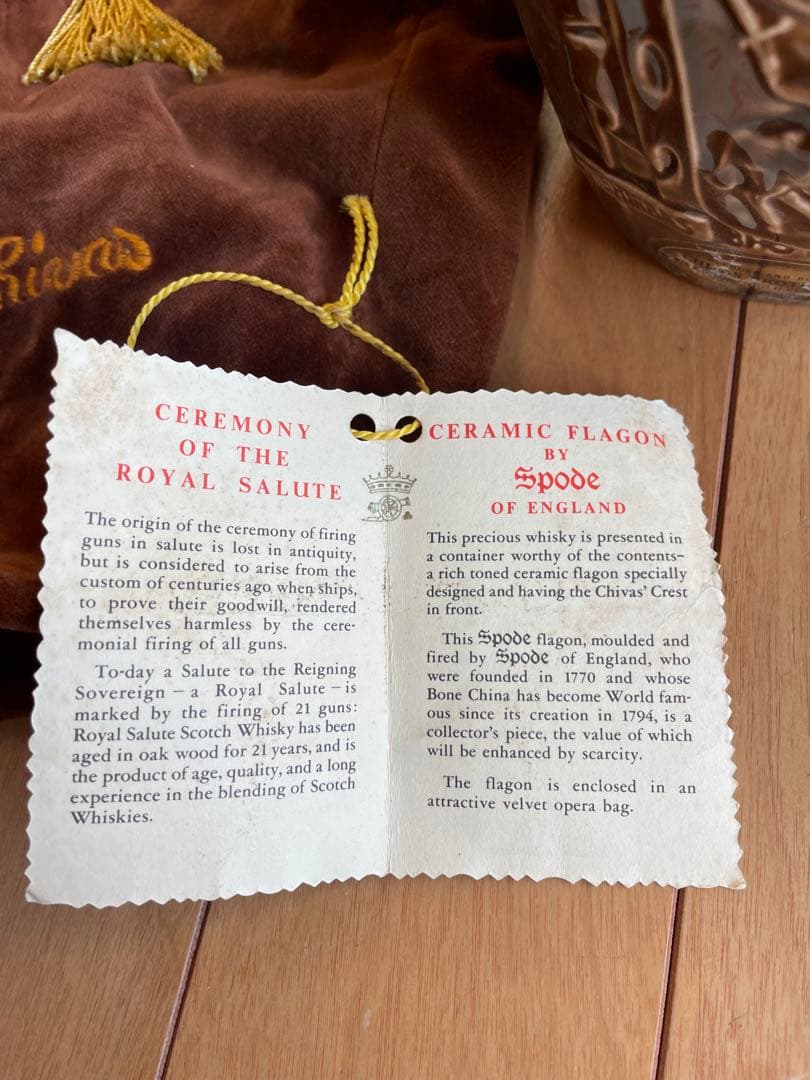 Chivas
CEREMONY
OF THE
ROYAL SALUTE
The origin of the ceremony of firing
guns in salute is lost in antiquity,
but is considered to arise from the
custom of centuries ago when ships,
to prove their goodwill, rendered
themselves harmless by the cere-
monial firing of all guns.
To-day a Salute to the Reigning
Sovereign – a Royal Salute – is
marked by the firing of 21 guns:
Royal Salute Scotch Whisky has been
aged in oak wood for 21 years, and is
the product of age, quality, and a long
experience in the blending of Scotch
Whiskies.
CERAMIC FLAGON
BY
Spode
OF ENGLAND
This precious whisky is presented in
a container worthy of the contents–
a rich toned ceramic flagon specially
designed and having the Chivas' Crest
in front.
This Spode flagon, moulded and
fired by Spode of England, who
were founded in 1770 and whose
Bone China has become World fam-
ous since its creation in 1794, is a
collector's piece, the value of which
will be enhanced by scarcity.
The flagon is enclosed in an
attractive velvet opera bag.